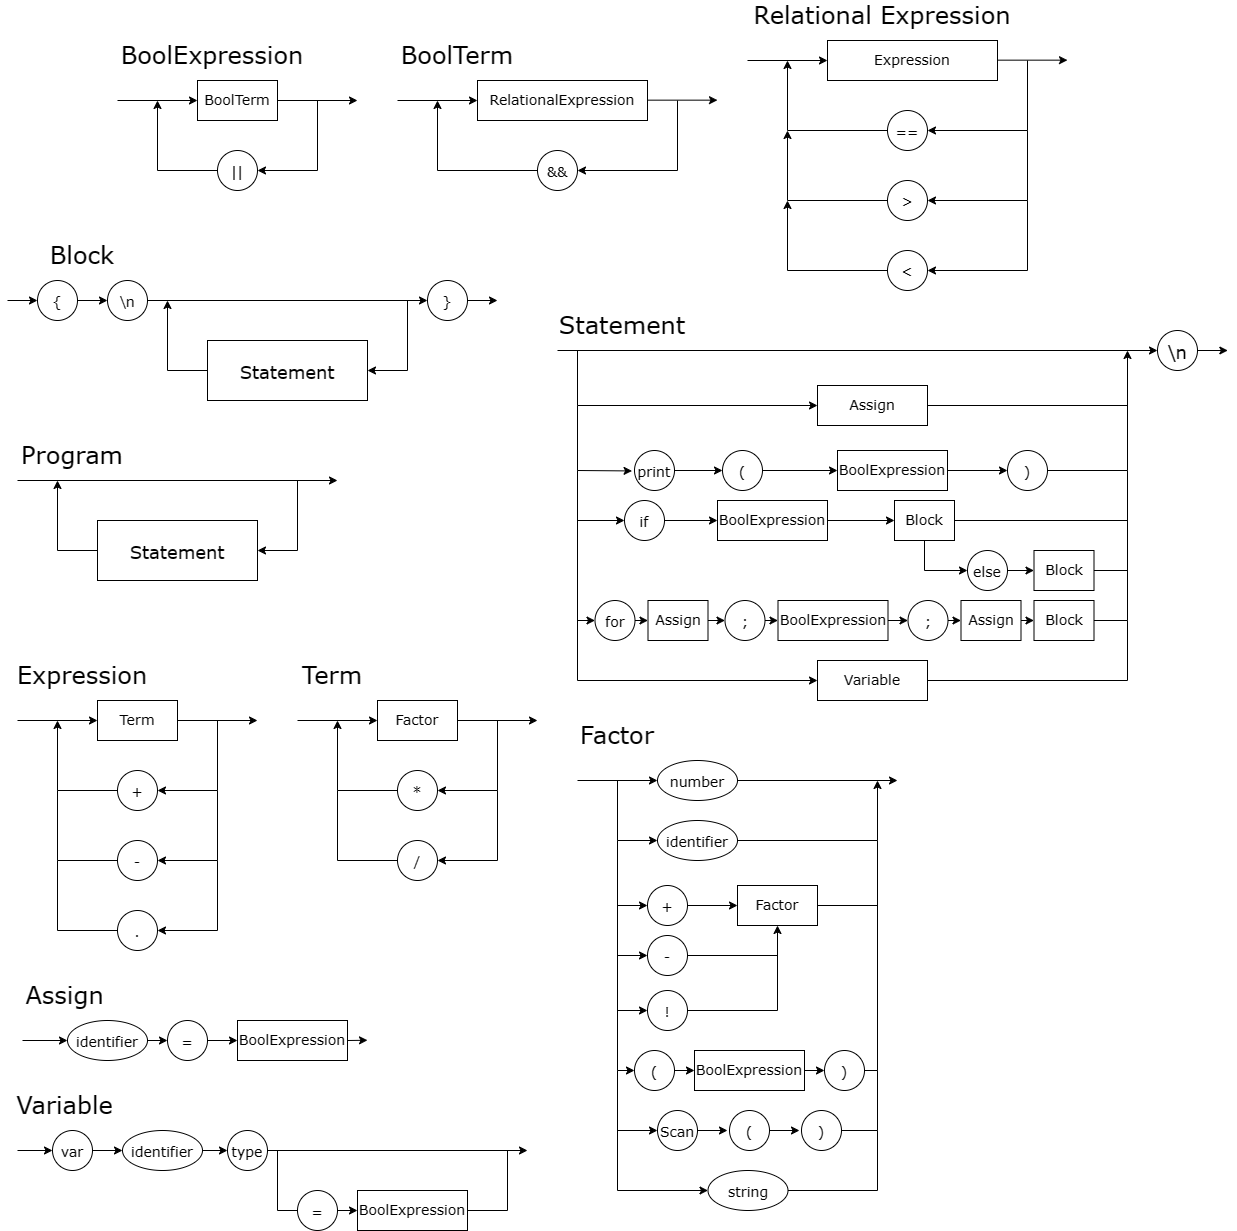 Relational Expression
Expression
==
>
<
BoolExpression
BoolTerm
||
BoolTerm
RelationalExpression
&&
Block
{
\n
}
Statement
Statement
\n
Assign
print
(
BoolExpression
)
if
BoolExpression
Block
else
Block
for
Assign
;
BoolExpression
;
Assign
Block
Variable
Program
Statement
Expression
Term
+
-
.
Term
Factor
*
/
Factor
number
identifier
+
Factor
-
!
(
BoolExpression
)
Scan
(
)
string
Assign
identifier
=
BoolExpression
Variable
var
identifier
type
=
BoolExpression